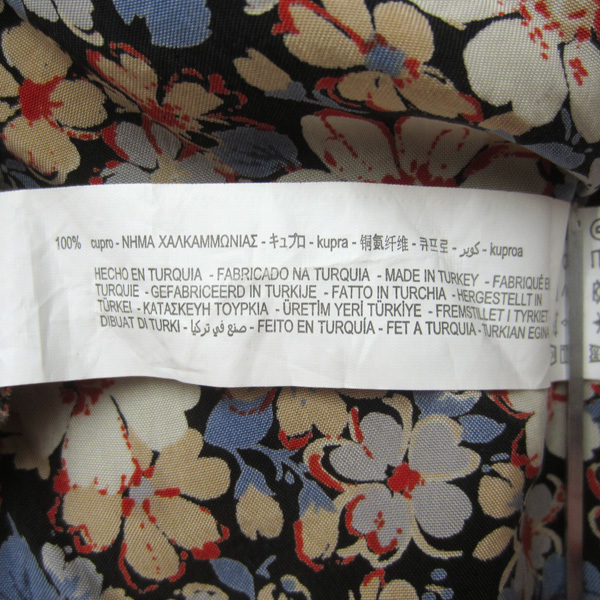 100% cupro - ΝΗΜΑ ΧΑΛΚΑΜΜΩΝΙΑΣ - キュプロ - kupra - 铜氨纤维 - 큐프로 - كوبر - kuproa
HECHO EN TURQUIA - FABRICADO NA TURQUIA - MADE IN TURKEY - FABRIQUÉ
TURQUIE - GEFABRICEERD IN TURKIJE - FATTO IN TURCHIA - HERGESTELLT IN
TÜRKEI - ΚΑΤΑΣΚΕΥΗ ΤΟΥΡΚΙΑ - ÜRETİM YERİ TÜRKİYE - FREMSTILLET I
DIBUAT DI TURKI - صنع في تركيا - FEITO EN TURQUÍA - FET A TURQUIA - TURKIAN